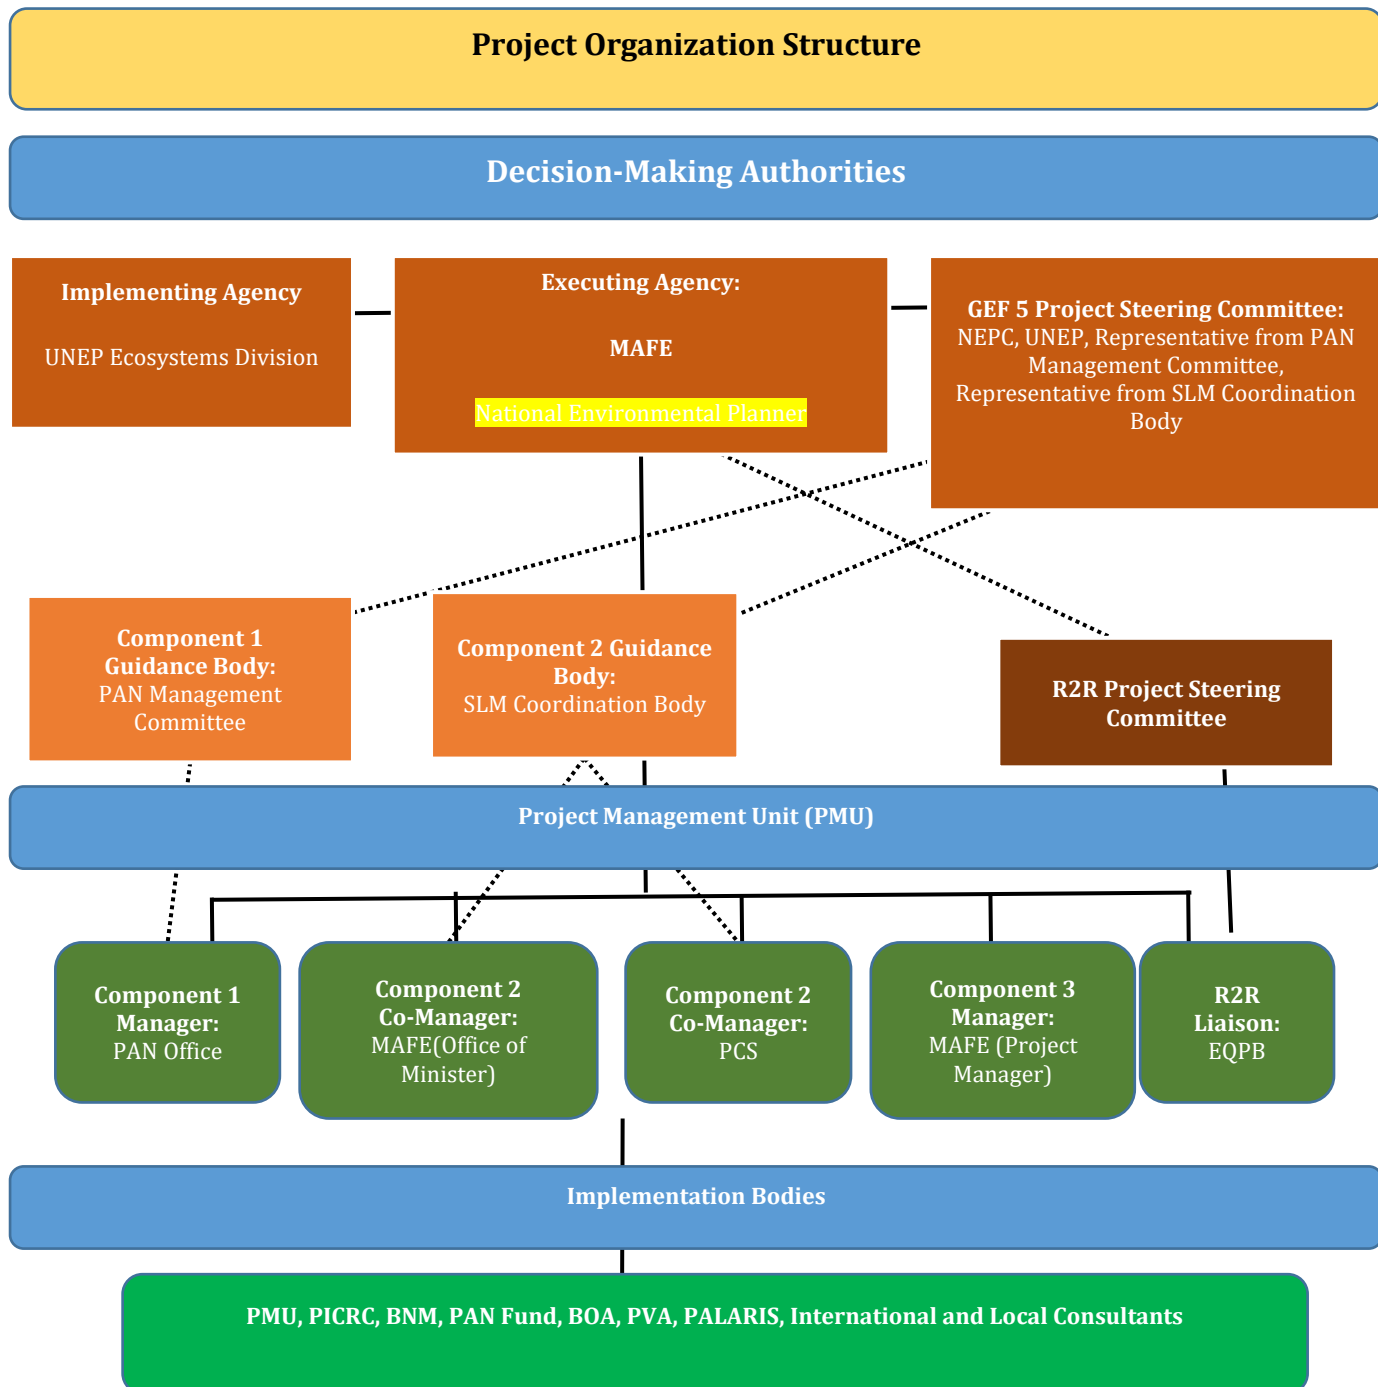 Project Organization Structure
Decision-Making Authorities
Implementing Agency
UNEP Ecosystems Division
Executing Agency:
MAFE
National Environmental Planner
GEF 5 Project Steering Committee:
NEPC, UNEP, Representative from PAN
Management Committee,
Representative from SLM Coordination
Body
Component 1
Guidance Body:
PAN Management
Committee
Component 2 Guidance
Body:
SLM Coordination Body
R2R Project Steering
Committee
Project Management Unit (PMU)
Component 1
Manager:
PAN Office
Component 2
Co-Manager:
MAFE(Office of
Minister)
Component 2
Co-Manager:
PCS
Component 3
Manager:
MAFE (Project
Manager)
R2R
Liaison:
EQPB
Implementation Bodies
PMU, PICRC, BNM, PAN Fund, BOA, PVA, PALARIS, International and Local Consultants